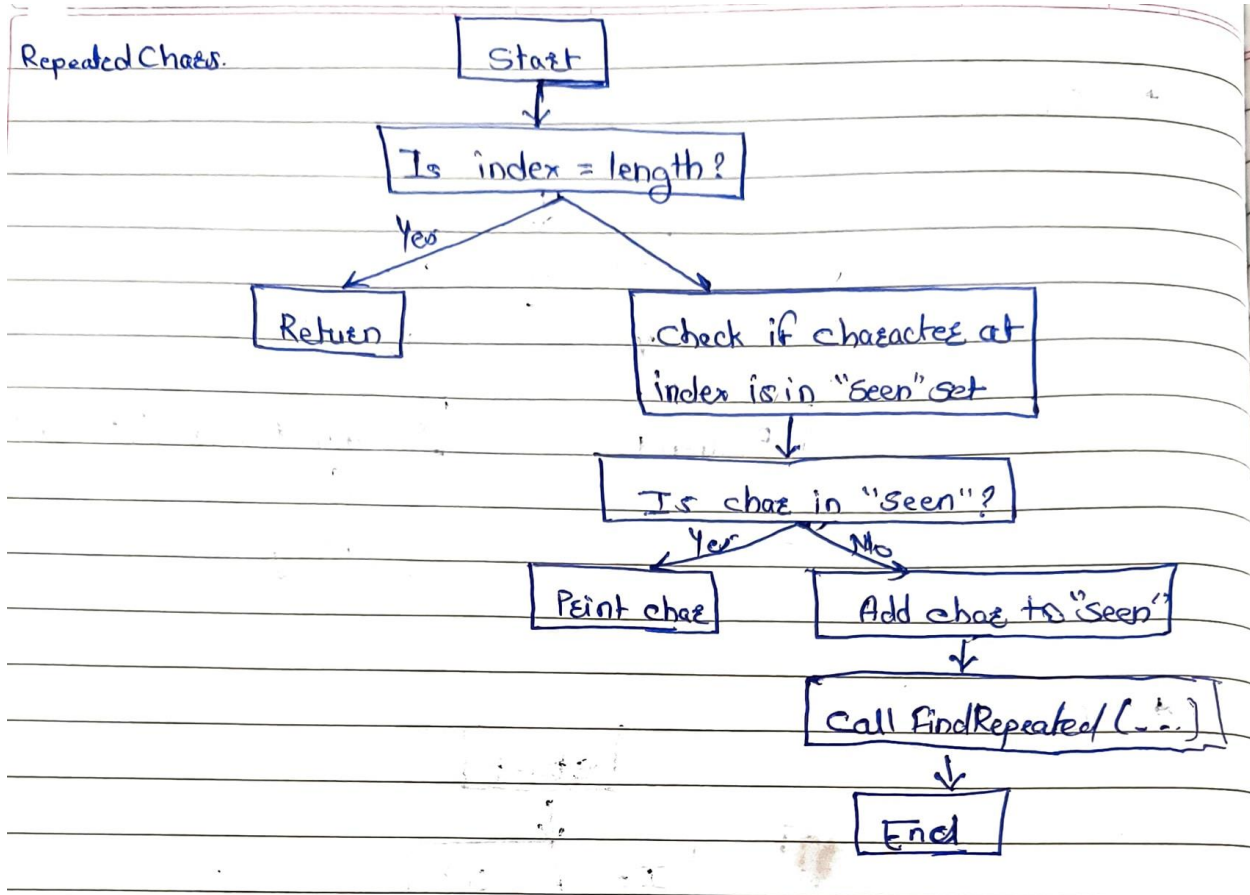 Repeated Chars.
Start
Is index = length?
Yes
Return
Check if character at
index is in "Seen" set
Is char in "Seen"?
Yes
No
Print char
Add char to "Seen"
Call FindRepeated (...)
End